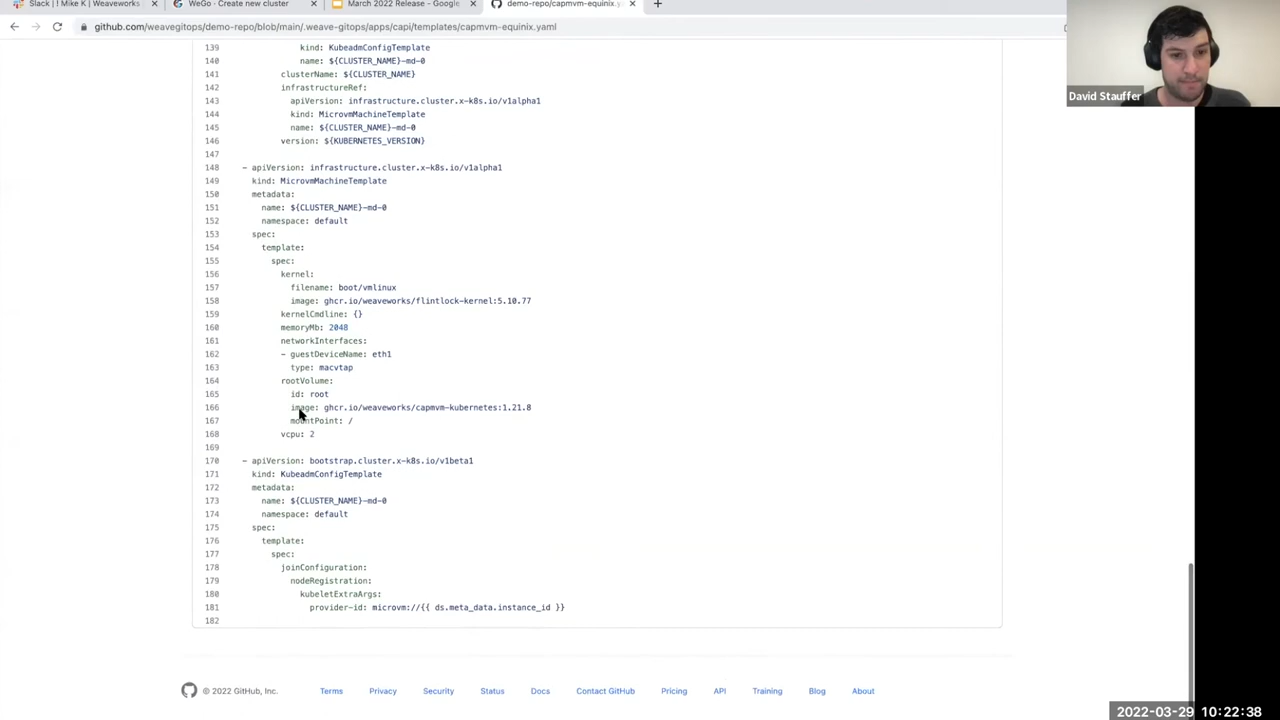 Slack | ! Mike K | Weaveworks
WeGo - Create new cluster
March 2022 Release - Google
demo-repo/capmvm-equinix.y
github.com/weavegitops/demo-repo/blob/main/.weave-gitops/apps/capi/templates/capmvm-equinix.yaml
David Stauffer
139 kind: KubeadmConfigTemplate
140 name: ${CLUSTER_NAME}-md-0
141 clusterName: ${CLUSTER_NAME}
142 infrastructureRef:
143 apiVersion: infrastructure.cluster.x-k8s.io/v1alpha1
144 kind: MicrovmMachineTemplate
145 name: ${CLUSTER_NAME}-md-0
146 version: ${KUBERNETES_VERSION}
147
148 - apiVersion: infrastructure.cluster.x-k8s.io/v1alpha1
149 kind: MicrovmMachineTemplate
150 metadata:
151 name: ${CLUSTER_NAME}-md-0
152 namespace: default
153 spec:
154 template:
155 spec:
156 kernel:
157 filename: boot/vmlinux
158 image: ghcr.io/weaveworks/flintlock-kernel:5.10.77
159 kernelCmdline: {}
160 memoryMb: 2048
161 networkInterfaces:
162 - guestDeviceName: eth1
163 type: macvtap
164 rootVolume:
165 id: root
166 image: ghcr.io/weaveworks/capmvm-kubernetes:1.21.8
167 mountPoint: /
168 vcpu: 2
169
170 - apiVersion: bootstrap.cluster.x-k8s.io/v1beta1
171 kind: KubeadmConfigTemplate
172 metadata:
173 name: ${CLUSTER_NAME}-md-0
174 namespace: default
175 spec:
176 template:
177 spec:
178 joinConfiguration:
179 nodeRegistration:
180 kubeletExtraArgs:
181 provider-id: microvm://{{ ds.meta_data.instance_id }}
182
© 2022 GitHub, Inc. Terms Privacy Security Status Docs Contact GitHub Pricing API Training Blog About
2022-03-29 10:22:38